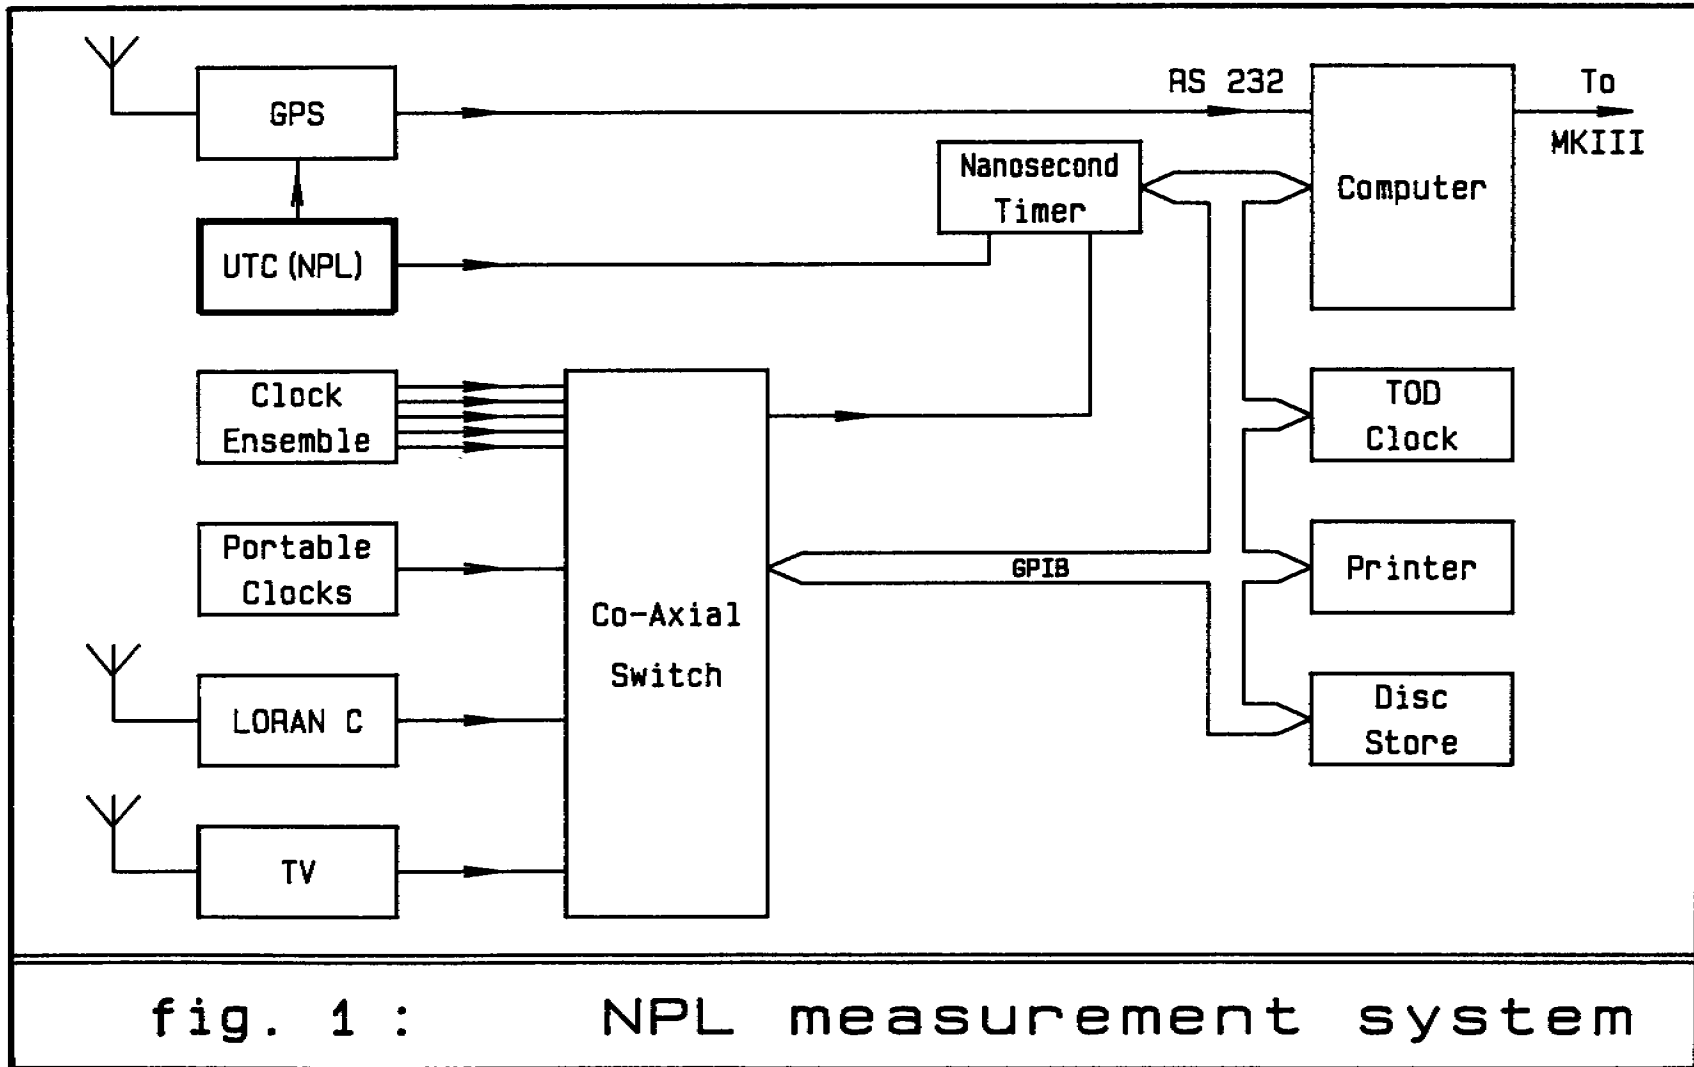 GPS
RS 232
To
MKIII
Nanosecond
Timer
Computer
UTC (NPL)
Clock
Ensemble
TOD
Clock
Portable
Clocks
GPIB
Printer
Co-Axial
Switch
LORAN C
Disc
Store
TV
fig. 1 : NPL measurement system